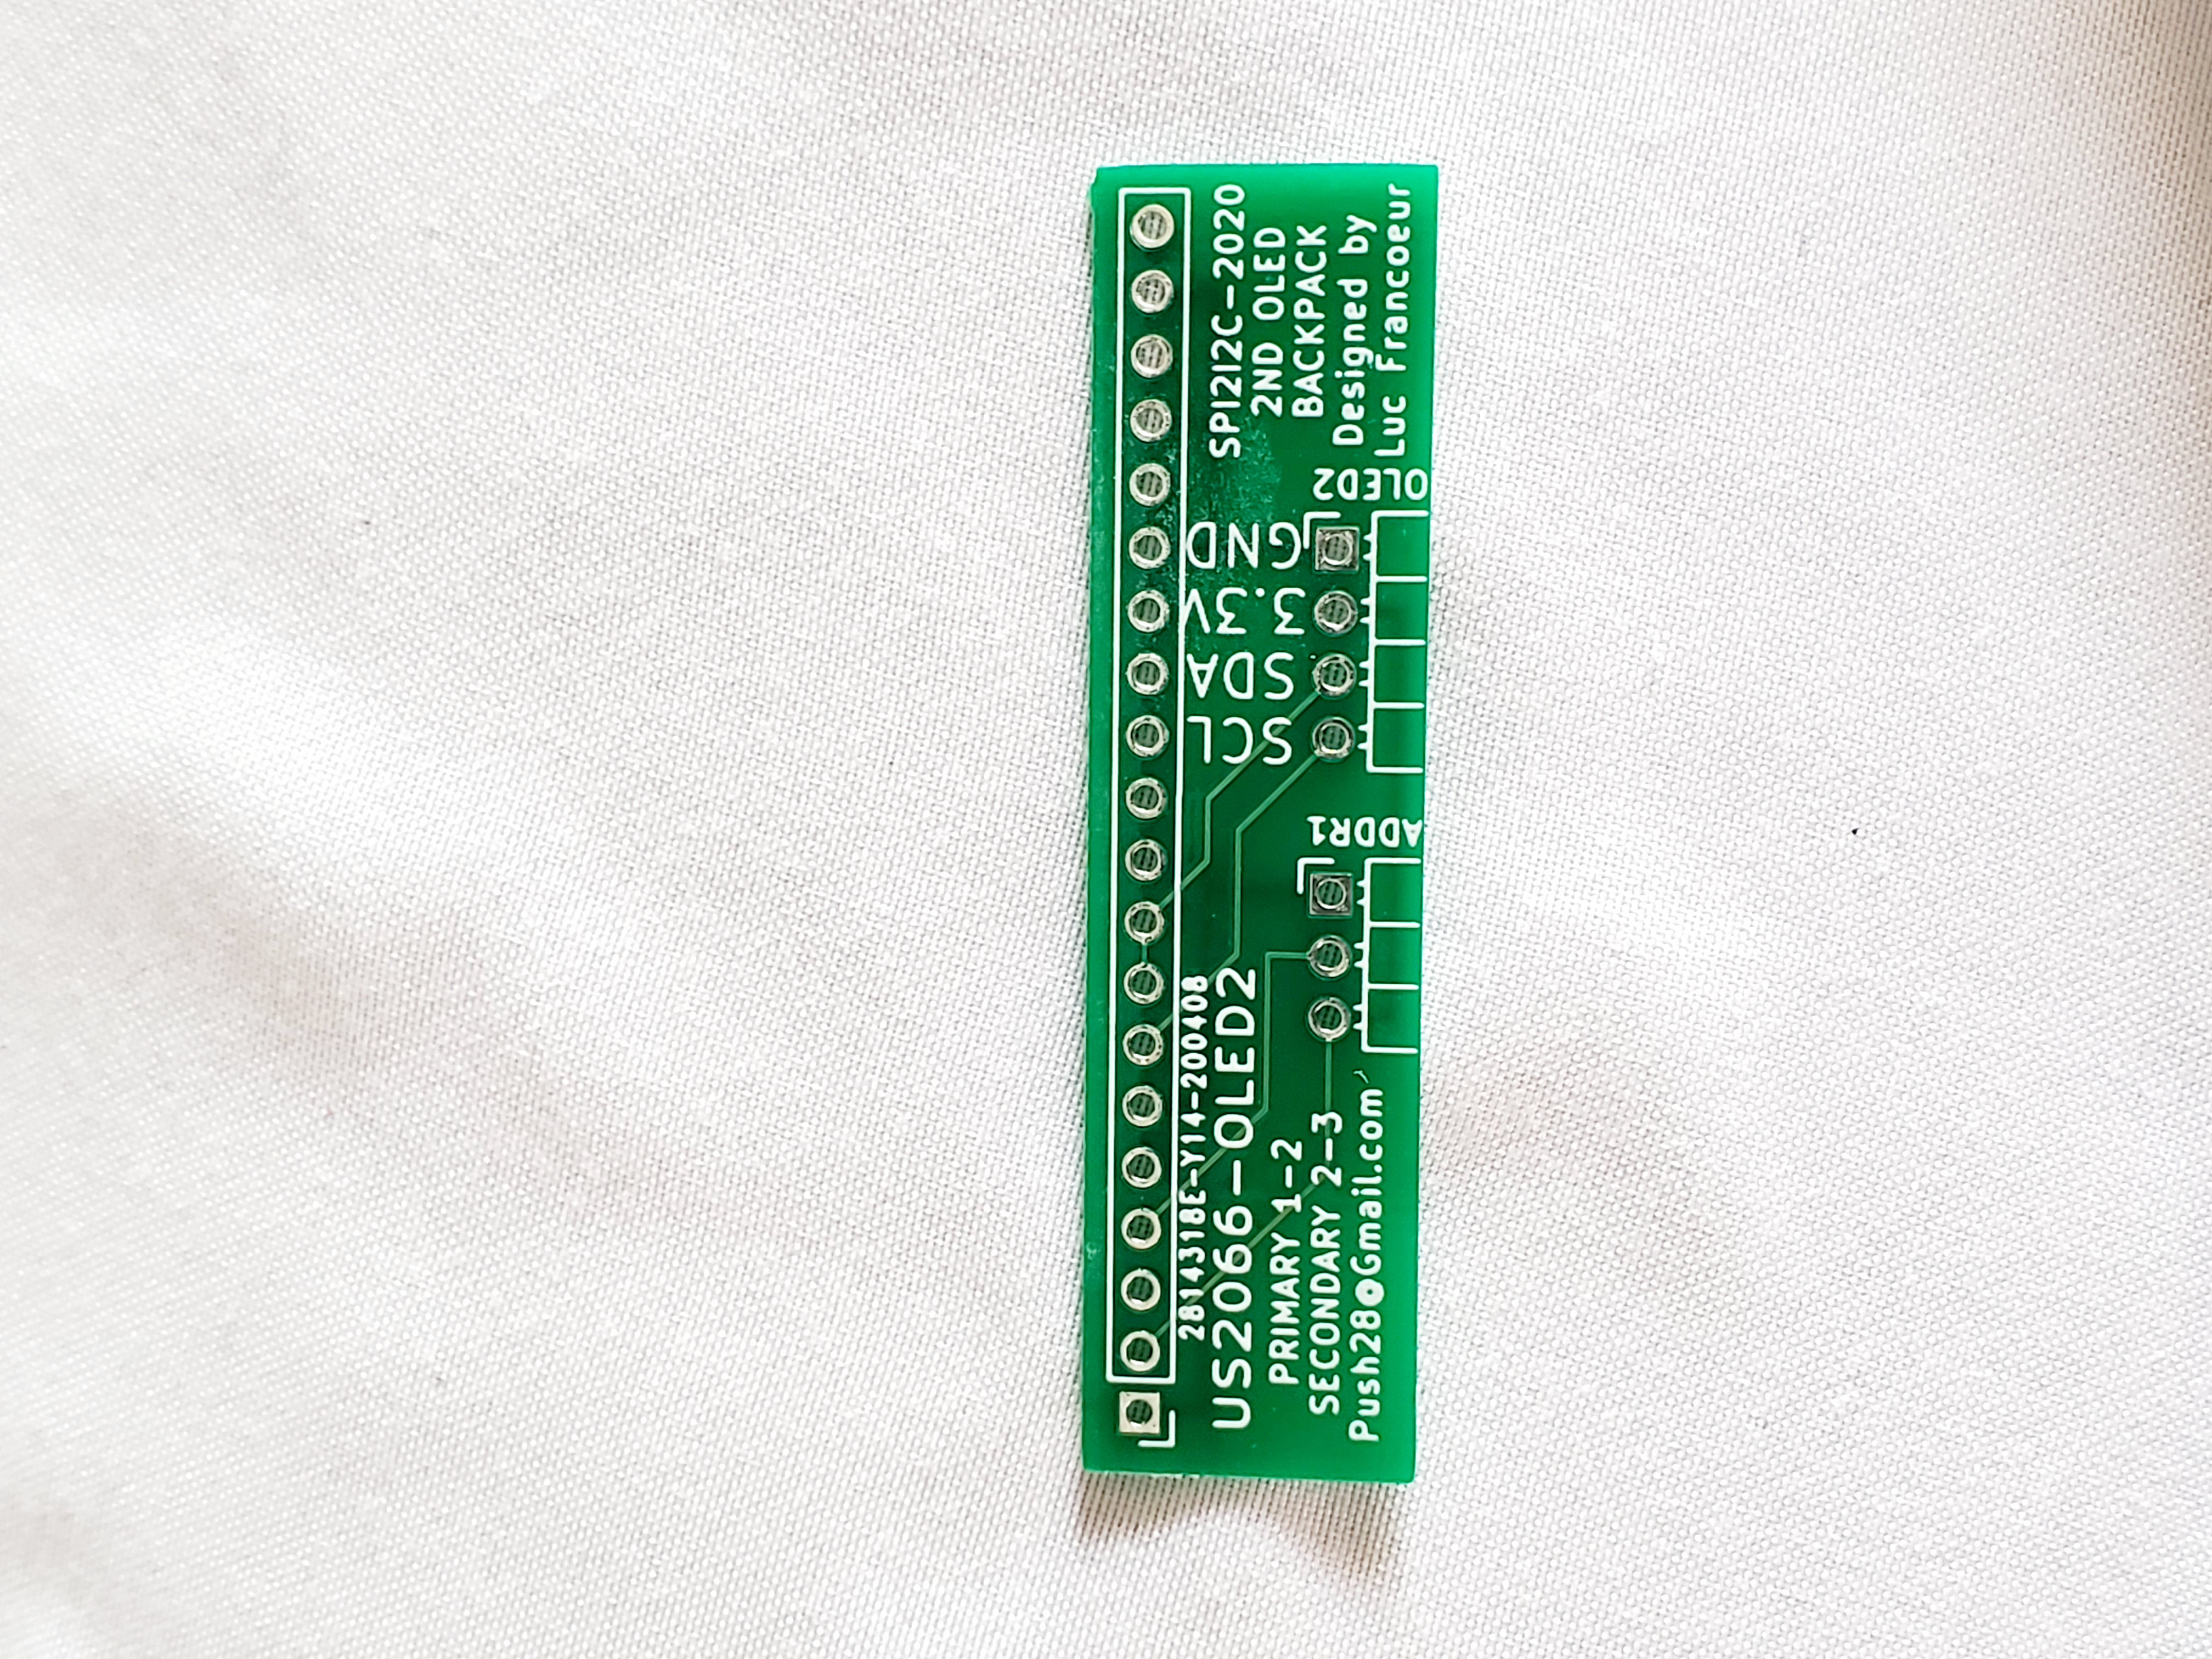 2814318E-Y14-200408
US2066-OLED2
PRIMARY 1-2
SECONDARY 2-3
Push28@Gmail.com
ADDR1
SCL
SDA
3.3V
GND
OLED2
SPI2I2C-2020
2ND OLED
BACKPACK
Designed by
Luc Francoeur